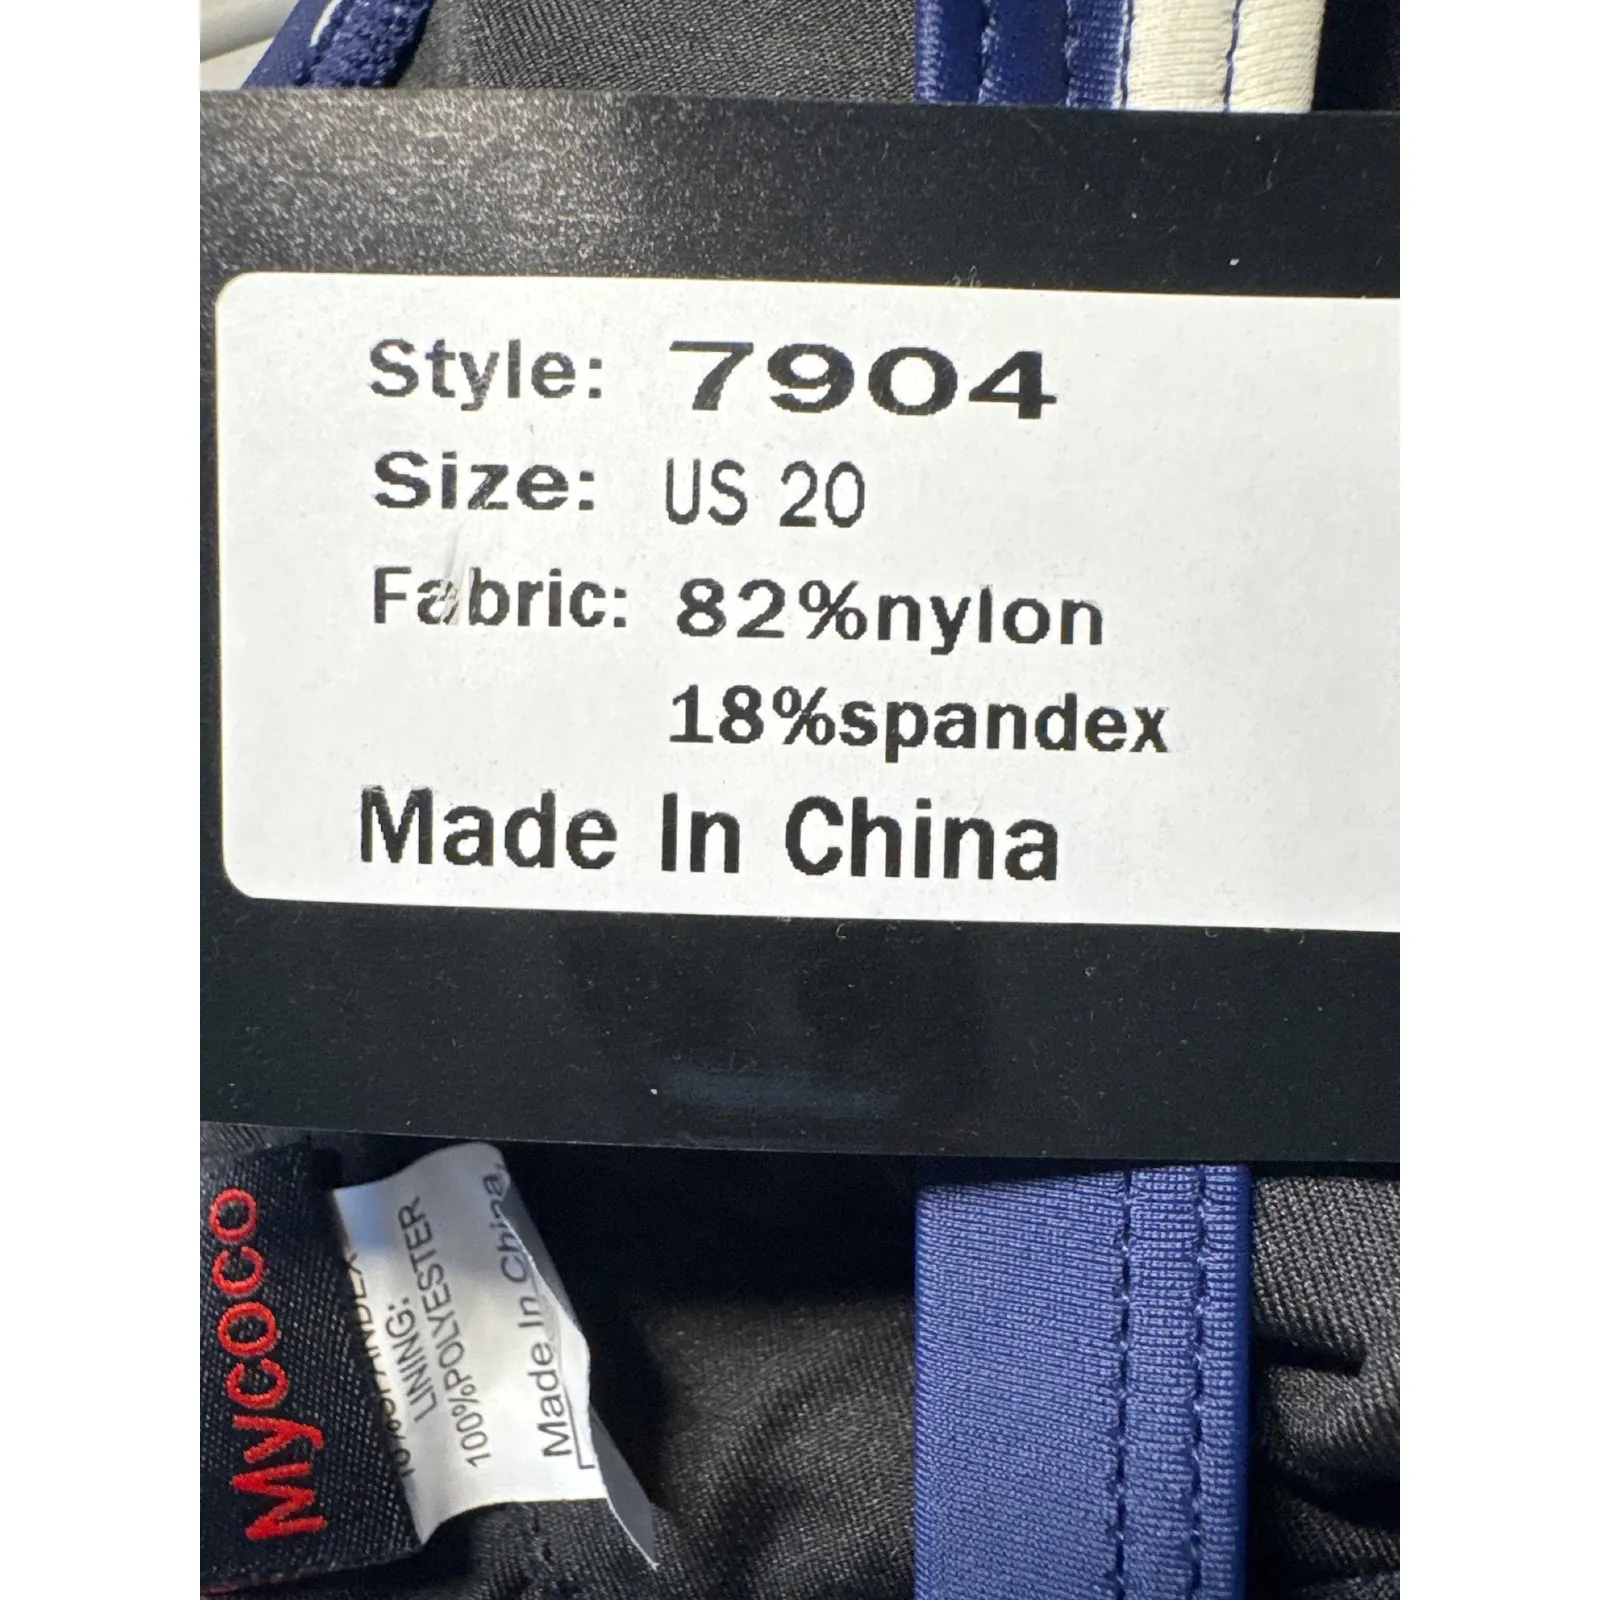 Style: 7904
Size: US 20
Fabric: 82%nylon
18%spandex
Made In China
Mycoco
LINING:
100%POLYESTER
Made In China